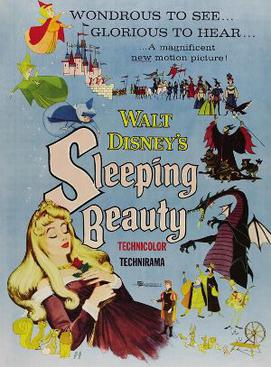 WONDROUS TO SEE...
GLORIOUS TO HEAR...
...A magnificent
new motion picture!
WALT
DISNEY'S
Sleeping
Beauty
TECHNICOLOR
TECHNIRAMA